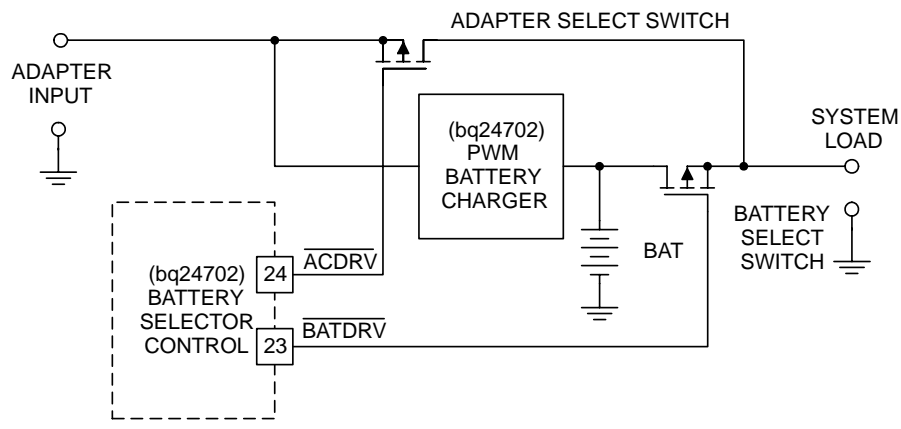 ADAPTER SELECT SWITCH
ADAPTER
INPUT
(bq24702)
PWM
BATTERY
CHARGER
SYSTEM
LOAD
BATTERY
SELECT
SWITCH
BAT
(bq24702)
BATTERY
SELECTOR
CONTROL
24
ACDRV
23
BATDRV